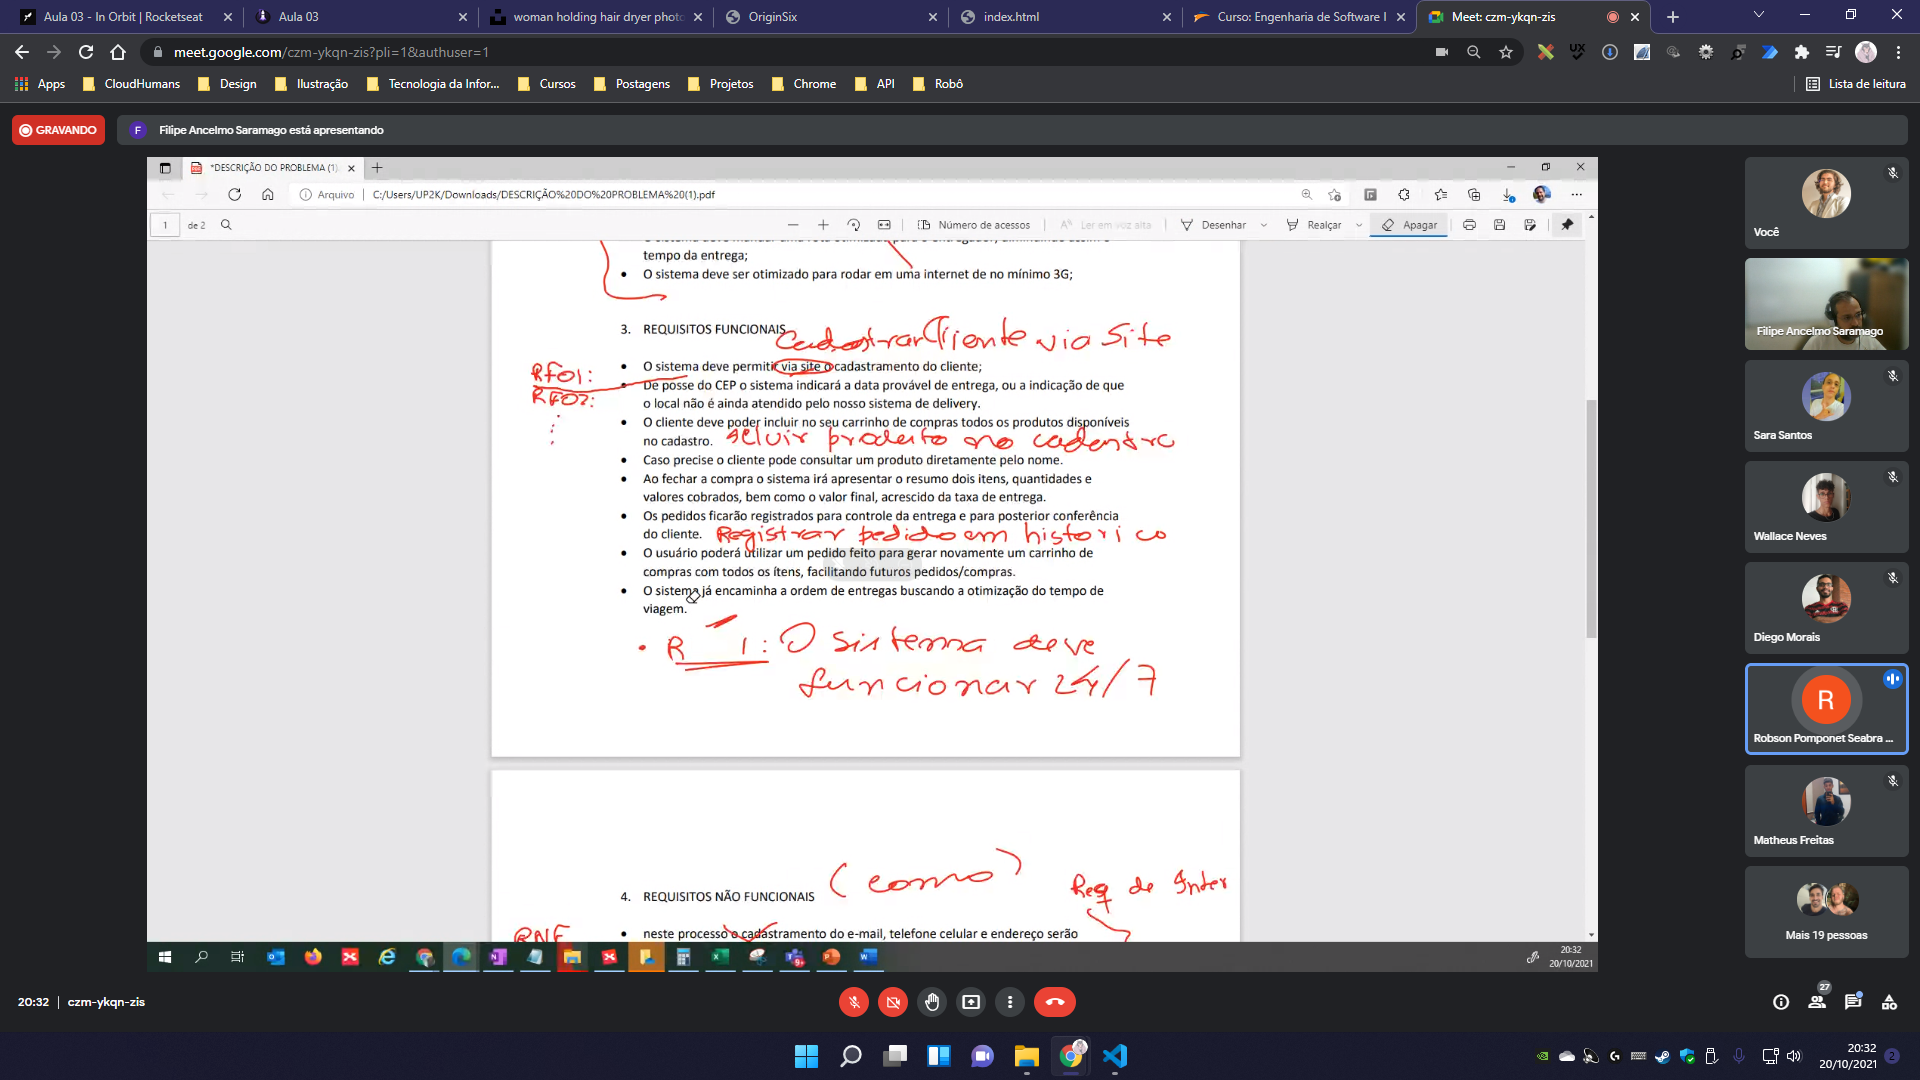 Aula 03 - In Orbit | Rocketseat
Aula 03
woman holding hair dryer photo
OriginSix
index.html
Curso: Engenharia de Software I
Meet: czm-ykqn-zis
meet.google.com/czm-ykqn-zis?pli=1&authuser=1
Apps
CloudHumans
Design
Ilustração
Tecnologia da Infor...
Cursos
Postagens
Projetos
Chrome
API
Robô
Lista de leitura
GRAVANDO
F
Filipe Ancelmo Saramago está apresentando
*DESCRIÇÃO DO PROBLEMA (1)
Arquivo
C:/Users/UP2K/Downloads/DESCRIÇÃO%20DO%20PROBLEMA%20(1).pdf
1
de 2
Número de acessos
Ler em voz alta
Desenhar
Realçar
Apagar
tempo da entrega;
• O sistema deve ser otimizado para rodar em uma internet de no mínimo 3G;
3. REQUISITOS FUNCIONAIS
Cadastrar Cliente via Site
• O sistema deve permitir via site o cadastramento do cliente;
RF01:
• De posse do CEP o sistema indicará a data provável de entrega, ou a indicação de que
RF02:
o local não é ainda atendido pelo nosso sistema de delivery.
• O cliente deve poder incluir no seu carrinho de compras todos os produtos disponíveis
no cadastro.
produto no cadastro
• Caso precise o cliente pode consultar um produto diretamente pelo nome.
• Ao fechar a compra o sistema irá apresentar o resumo dois itens, quantidades e
valores cobrados, bem como o valor final, acrescido da taxa de entrega.
• Os pedidos ficarão registrados para controle da entrega e para posterior conferência
do cliente.
Registrar pedido em historico
• O usuário poderá utilizar um pedido feito para gerar novamente um carrinho de
compras com todos os ítens, facilitando futuros pedidos/compras.
• O sistema já encaminha a ordem de entregas buscando a otimização do tempo de
viagem.
• R 1: O sistema deve
funcionar 24/7
(como)
Req de Inter
4. REQUISITOS NÃO FUNCIONAIS
RNF
• neste processo o cadastramento do e-mail, telefone celular e endereço serão
20:32
20/10/2021
Você
Filipe Ancelmo Saramago
Sara Santos
Wallace Neves
Diego Morais
R
Robson Pomponet Seabra ...
Matheus Freitas
Mais 19 pessoas
20:32 | czm-ykqn-zis
27
20:32
20/10/2021
2